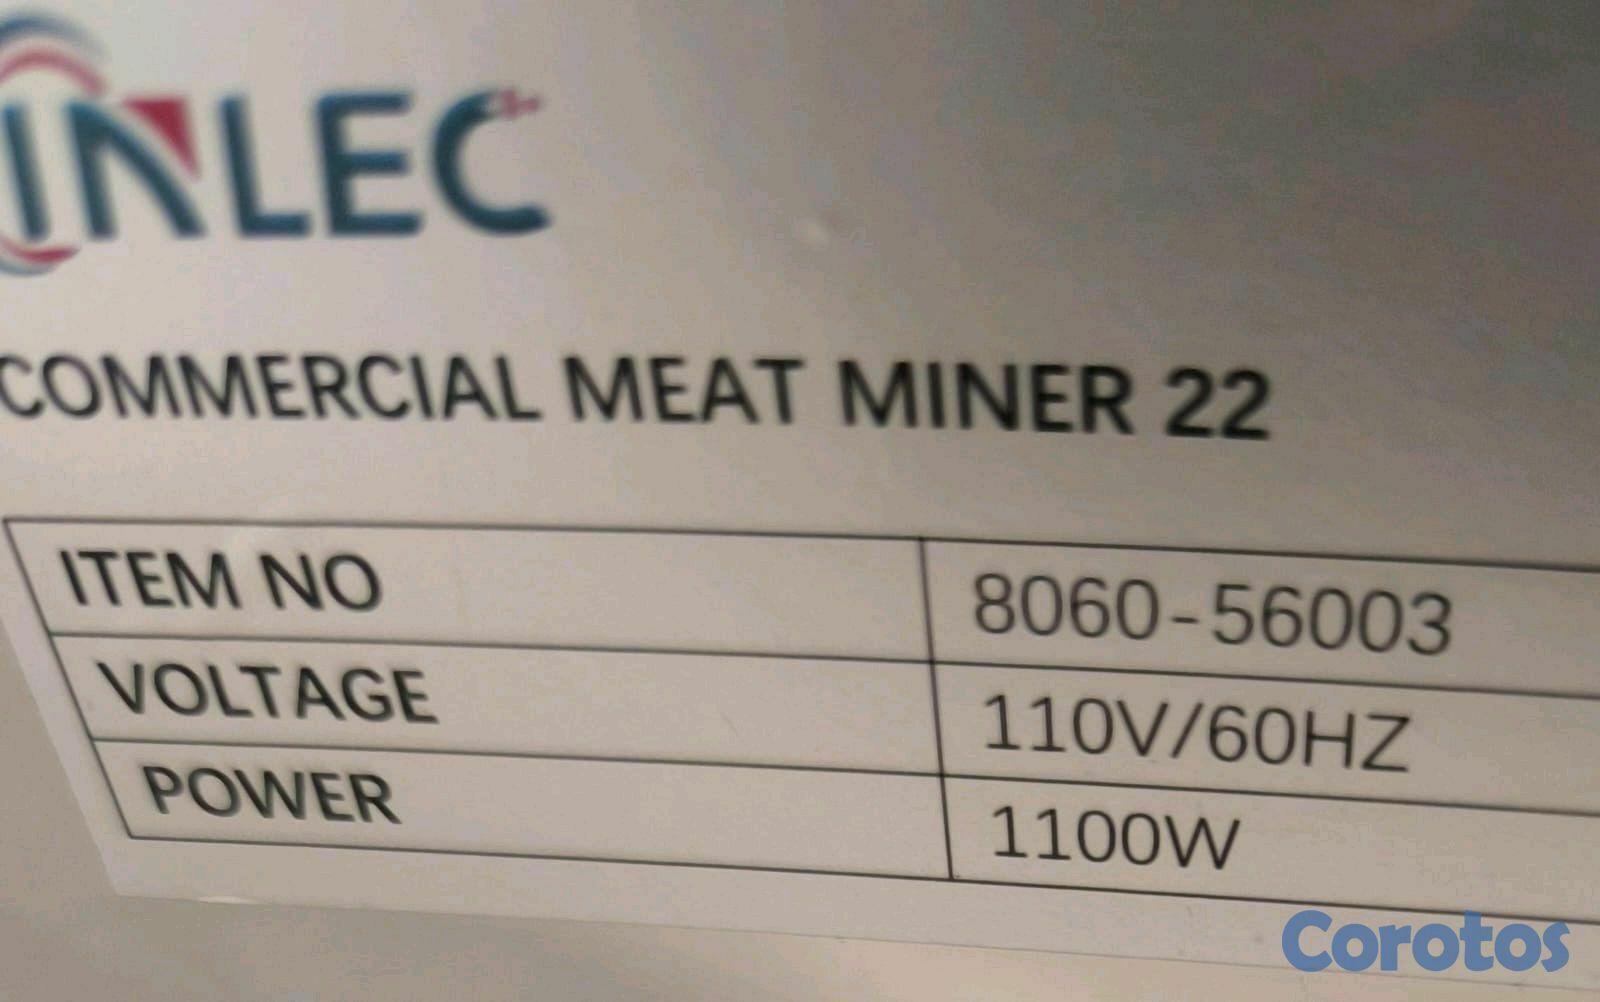 INLEC
COMMERCIAL MEAT MINER 22
ITEM NO 8060-56003
VOLTAGE 110V/60HZ
POWER 1100W
Corotos